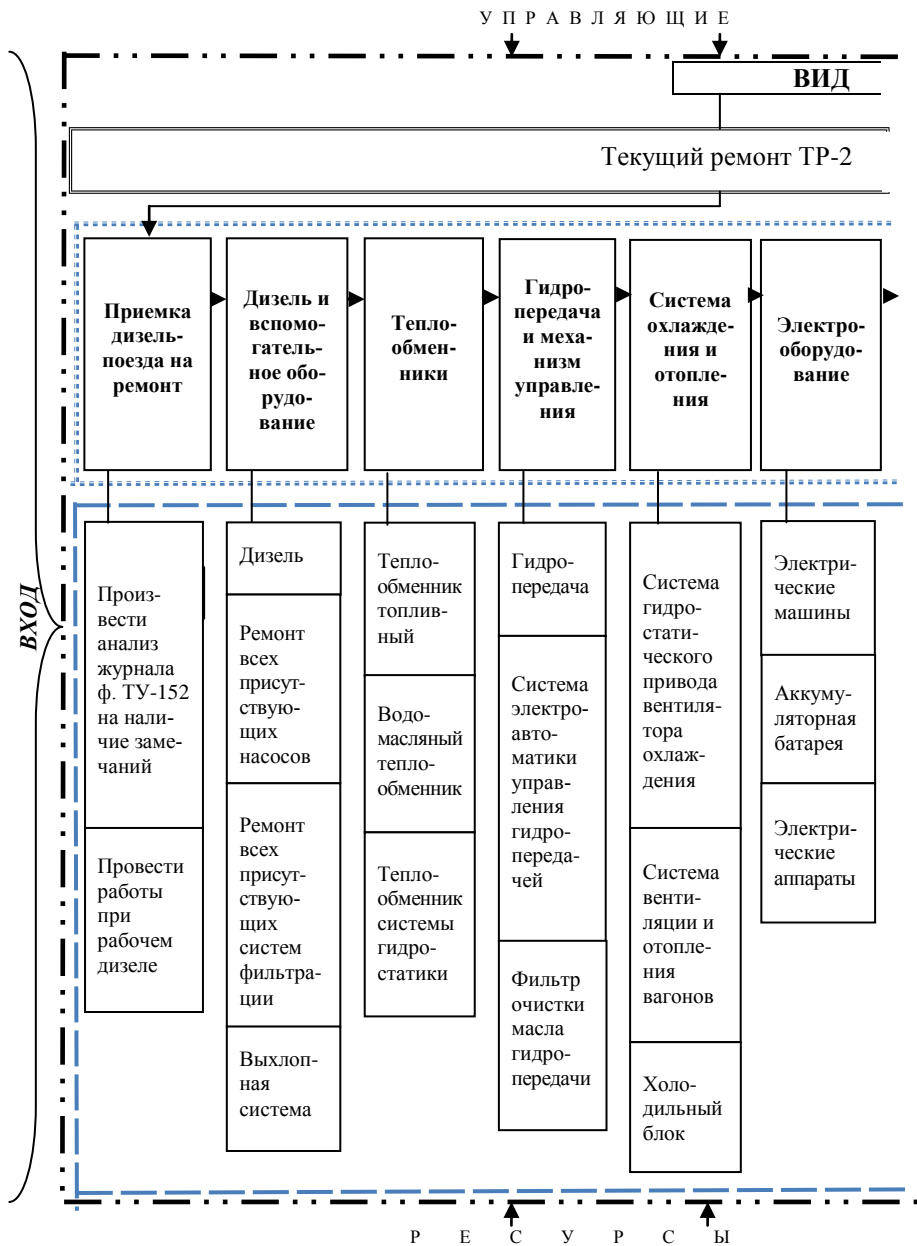 У П Р А В Л Я Ю Щ И Е
ВИД
Текущий ремонт ТР-2
Приемка
дизель-
поезда на
ремонт
Дизель и
вспомо-
гатель-
ное обо-
рудо-
вание
Тепло-
обмен-
ники
Гидро-
передача
и меха-
низм
управле-
ния
Система
охлажде-
ния и
отопле-
ния
Электро-
оборудо-
вание
ВХОД
Произ-
вести
анализ
журнала
ф. ТУ-152
на нали-
чие заме-
чаний
Провести
работы
при
рабочем
дизеле
Дизель
Ремонт
всех
присут-
ствую-
щих
насосов
Ремонт
всех
присут-
ствую-
щих
систем
фильтра-
ции
Выхлоп-
ная
система
Тепло-
обменник
топлив-
ный
Водо-
масляный
тепло-
обменник
Тепло-
обменник
системы
гидро-
статики
Гидро-
передача
Система
электро-
авто-
матики
управ-
ления
гидро-
переда-
чей
Фильтр
очистки
масла
гидро-
передачи
Система
гидро-
стати-
ческого
привода
вентиля-
тора
охлаж-
дения
Система
венти-
ляции и
отопле-
ния
вагонов
Холо-
дильный
блок
Электри-
ческие
машины
Аккуму-
ляторная
батарея
Электри-
ческие
аппараты
Р Е С У Р С Ы